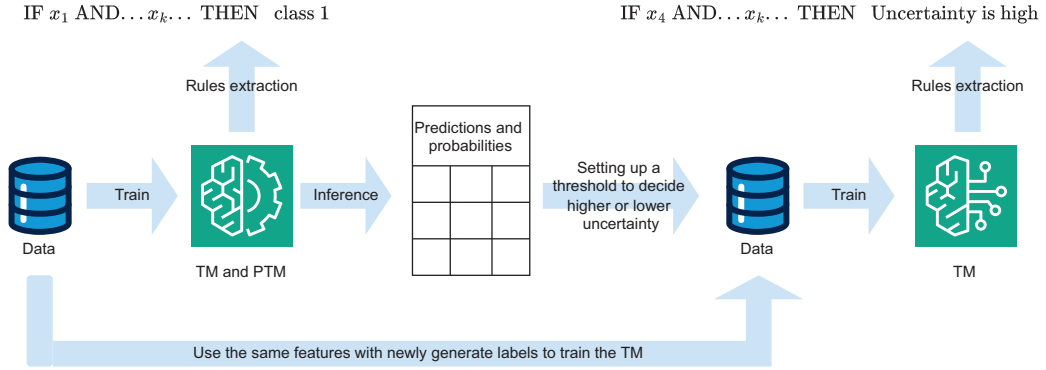 IF x₁ AND...xₖ... THEN class 1
IF x₄ AND...xₖ... THEN Uncertainty is high
Rules extraction
Rules extraction
Predictions and
probabilities
Train
Inference
Setting up a
threshold to decide
higher or lower
uncertainty
Train
Data
TM and PTM
Data
TM
Use the same features with newly generate labels to train the TM